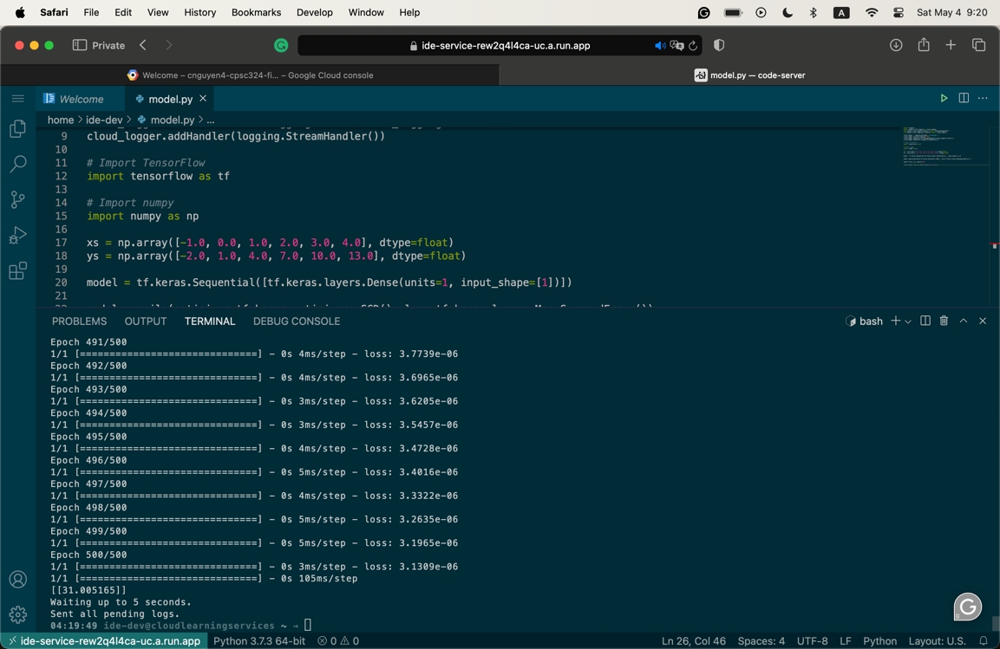 Safari File Edit View History Bookmarks Develop Window Help A Sat May 4 9:20
Private ide-service-rew2q4l4ca-uc.a.run.app
Welcome – cnguyen4-cpsc324-fi... – Google Cloud console
model.py — code-server
Welcome model.py
home > ide-dev > model.py > ...
9 cloud_logger.addHandler(logging.StreamHandler())
10
11 # Import TensorFlow
12 import tensorflow as tf
13
14 # Import numpy
15 import numpy as np
16
17 xs = np.array([-1.0, 0.0, 1.0, 2.0, 3.0, 4.0], dtype=float)
18 ys = np.array([-2.0, 1.0, 4.0, 7.0, 10.0, 13.0], dtype=float)
19
20 model = tf.keras.Sequential([tf.keras.layers.Dense(units=1, input_shape=[1])])
21
PROBLEMS OUTPUT TERMINAL DEBUG CONSOLE bash
Epoch 491/500
1/1 [==============================] - 0s 4ms/step - loss: 3.7739e-06
Epoch 492/500
1/1 [==============================] - 0s 4ms/step - loss: 3.6965e-06
Epoch 493/500
1/1 [==============================] - 0s 3ms/step - loss: 3.6205e-06
Epoch 494/500
1/1 [==============================] - 0s 3ms/step - loss: 3.5457e-06
Epoch 495/500
1/1 [==============================] - 0s 4ms/step - loss: 3.4728e-06
Epoch 496/500
1/1 [==============================] - 0s 5ms/step - loss: 3.4016e-06
Epoch 497/500
1/1 [==============================] - 0s 4ms/step - loss: 3.3322e-06
Epoch 498/500
1/1 [==============================] - 0s 5ms/step - loss: 3.2635e-06
Epoch 499/500
1/1 [==============================] - 0s 5ms/step - loss: 3.1965e-06
Epoch 500/500
1/1 [==============================] - 0s 3ms/step - loss: 3.1309e-06
1/1 [==============================] - 0s 105ms/step
[[31.005165]]
Waiting up to 5 seconds.
Sent all pending logs.
04:19:49 ide-dev@cloudlearningservices ~ →
ide-service-rew2q4l4ca-uc.a.run.app Python 3.7.3 64-bit 0 0 Ln 26, Col 46 Spaces: 4 UTF-8 LF Python Layout: U.S.